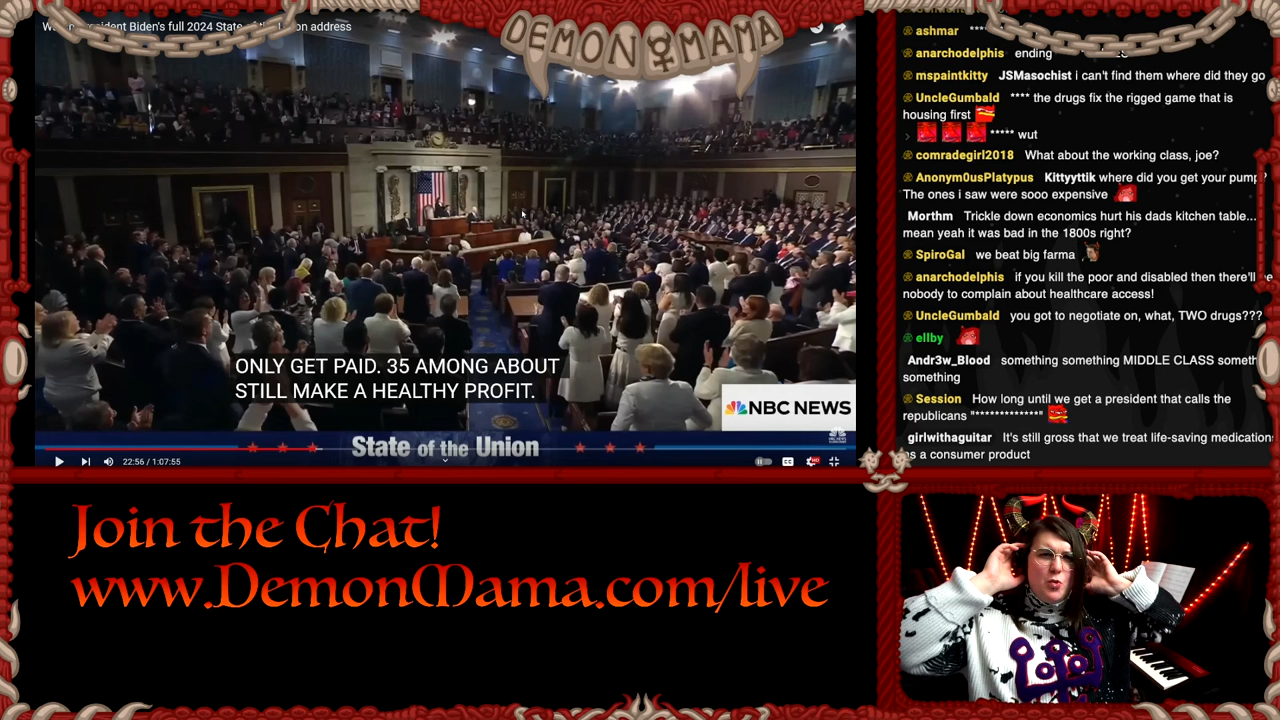 President Biden's full 2024 State of the Union address
DEMON MAMA
ONLY GET PAID. 35 AMONG ABOUT
STILL MAKE A HEALTHY PROFIT.
NBC NEWS
State of the Union
22:56 / 1:07:55
CC
HD
ashmar ****
anarchodelphis ending
mspaintkitty JSMasochist i can't find them where did they go
UncleGumbald **** the drugs fix the rigged game that is
housing first
***** wut
comradegirl2018 What about the working class, joe?
Anonym0usPlatypus Kittyyttik where did you get your pump?
The ones i saw were sooo expensive
Morthm Trickle down economics hurt his dads kitchen table...
mean yeah it was bad in the 1800s right?
SpiroGal we beat big farma
anarchodelphis if you kill the poor and disabled then there'll be
nobody to complain about healthcare access!
UncleGumbald you got to negotiate on, what, TWO drugs???
ellby
Andr3w_Blood something something MIDDLE CLASS someth
something
Session How long until we get a president that calls the
republicans "*************"
girlwithaguitar It's still gross that we treat life-saving medication
as a consumer product
Join the Chat!
www.DemonMama.com/live